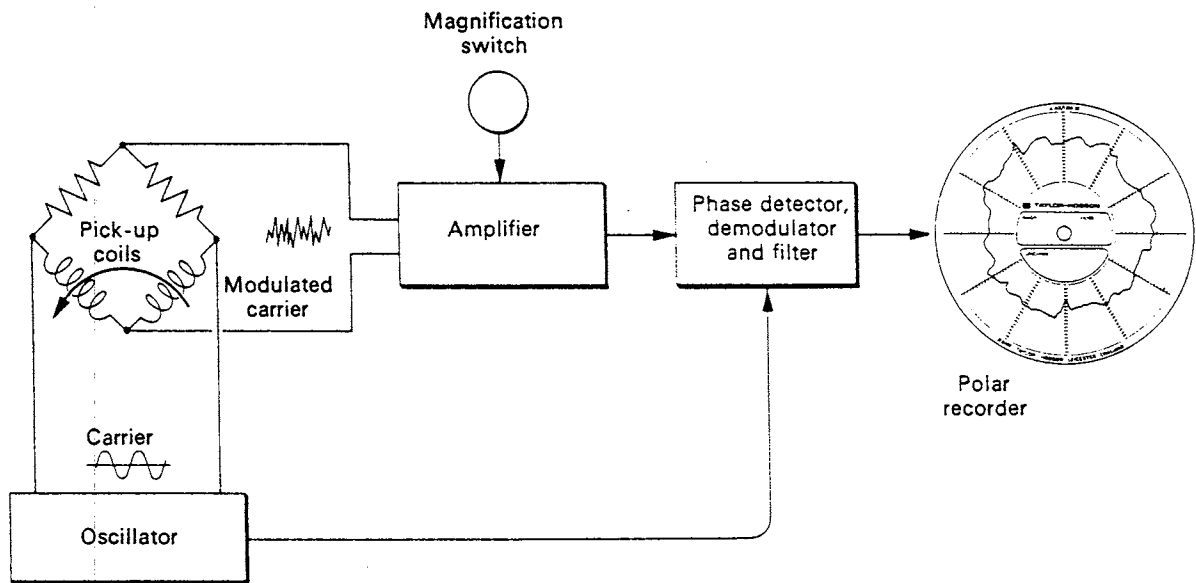 Magnification
switch
Pick-up
coils
Modulated
carrier
Amplifier
Phase detector,
demodulator
and filter
TAYLOR-HOBSON
Polar
recorder
Carrier
Oscillator